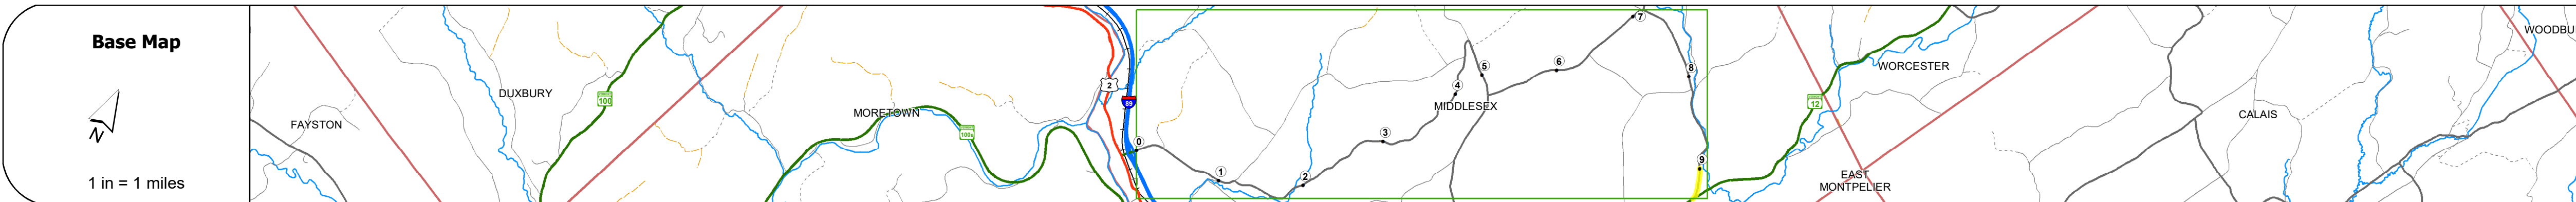 Base Map
N
1 in = 1 miles
FAYSTON
DUXBURY
100
MORETOWN
100B
2
89
0
1
2
3
4
5
MIDDLESEX
6
7
8
9
12
WORCESTER
EAST
MONTPELIER
CALAIS
WOODBU